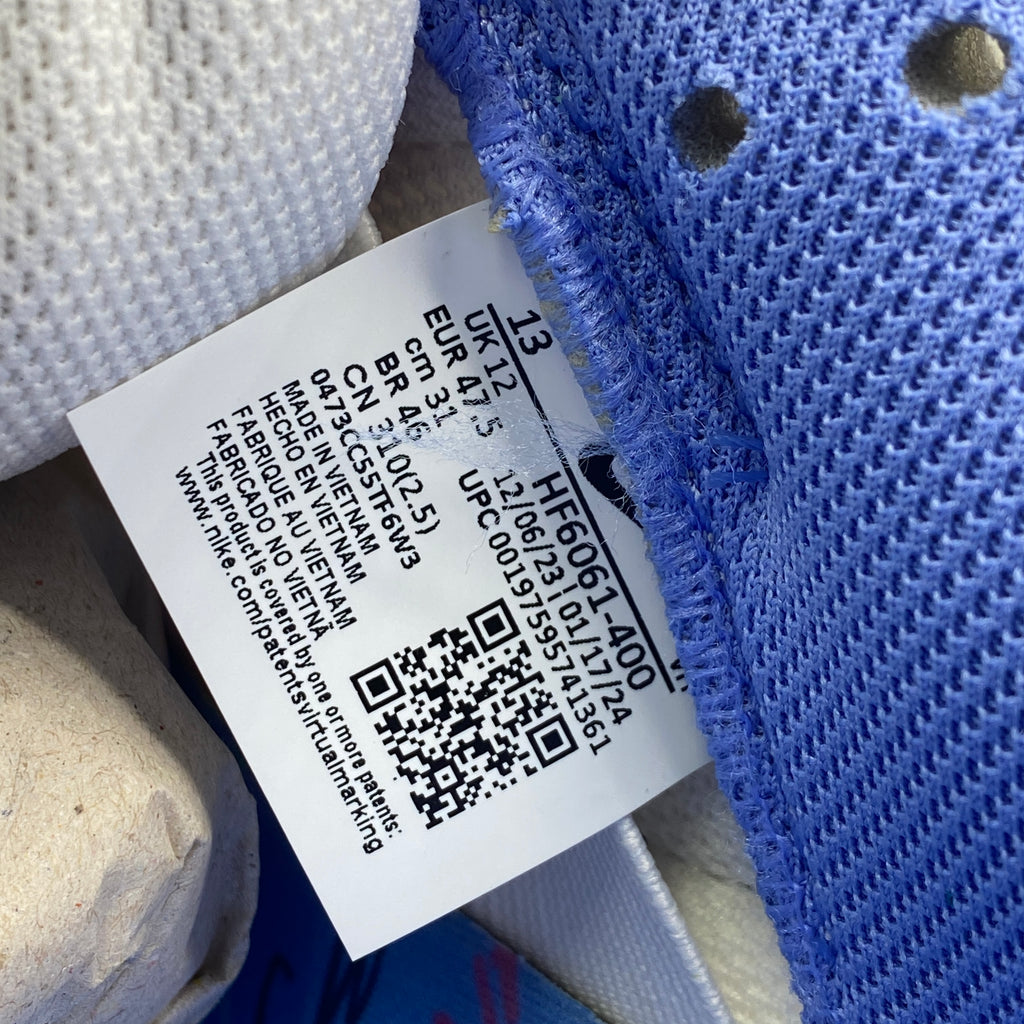 13
UK 12
EUR 47.5
cm 31
BR 46
CN 310(2.5)
0473CC55TF6W3
MADE IN VIETNAM
HECHO EN VIETNAM
FABRIQUE AU VIETNAM
FABRICADO NO VIETNÃ
This product is covered by one or more patents:
www.nike.com/patentsvirtualmarking
HF6061-400
12/06/23 | 01/17/24
UPC 00197595741361